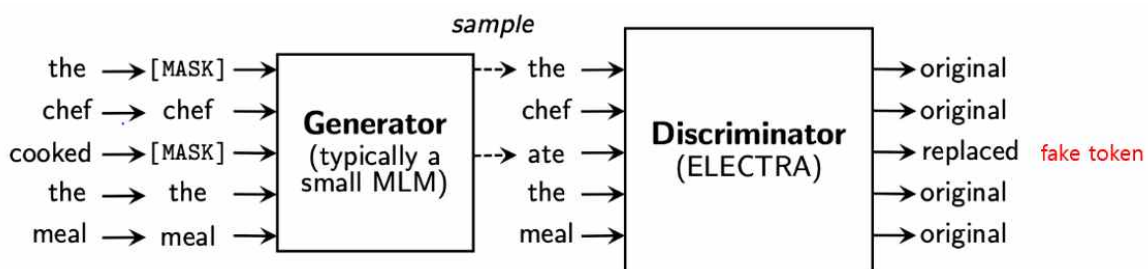 sample
the [MASK] the original
chef chef chef original
Generator
(typically a
small MLM)
Discriminator
(ELECTRA)
cooked [MASK] ate replaced fake token
the the the original
meal meal meal original